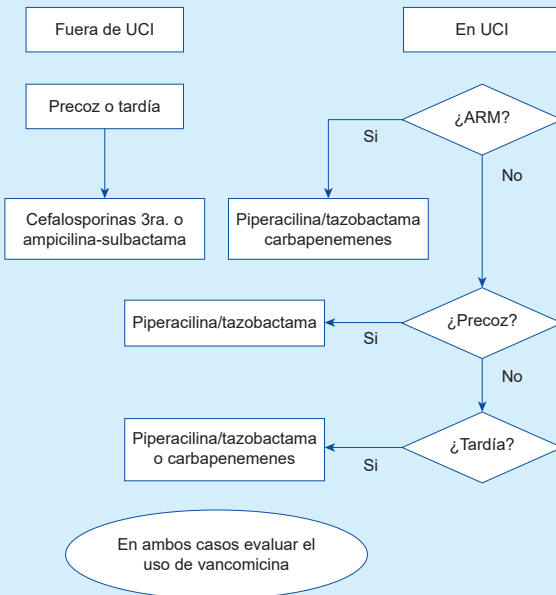 Fuera de UCI
En UCI
Precoz o tardía
¿ARM?
Si
No
Cefalosporinas 3ra. o
ampicilina-sulbactama
Piperacilina/tazobactama
carbapenemenes
Piperacilina/tazobactama
Si
¿Precoz?
No
Piperacilina/tazobactama
o carbapenemenes
Si
¿Tardía?
En ambos casos evaluar el
uso de vancomicina